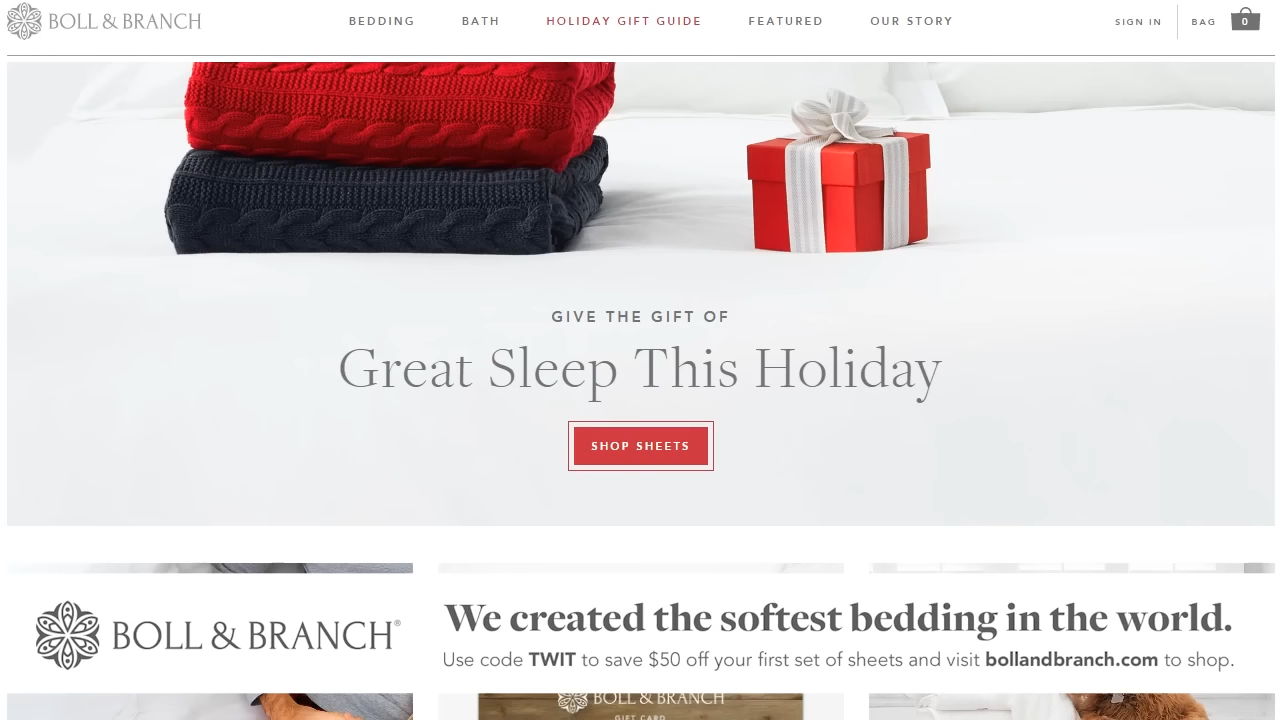 BOLL & BRANCH
BEDDING
BATH
HOLIDAY GIFT GUIDE
FEATURED
OUR STORY
SIGN IN
BAG
0
GIVE THE GIFT OF
Great Sleep This Holiday
SHOP SHEETS
BOLL & BRANCH®
We created the softest bedding in the world.
Use code TWIT to save $50 off your first set of sheets and visit bollandbranch.com to shop.
BOLL & BRANCH
GIFT CARD